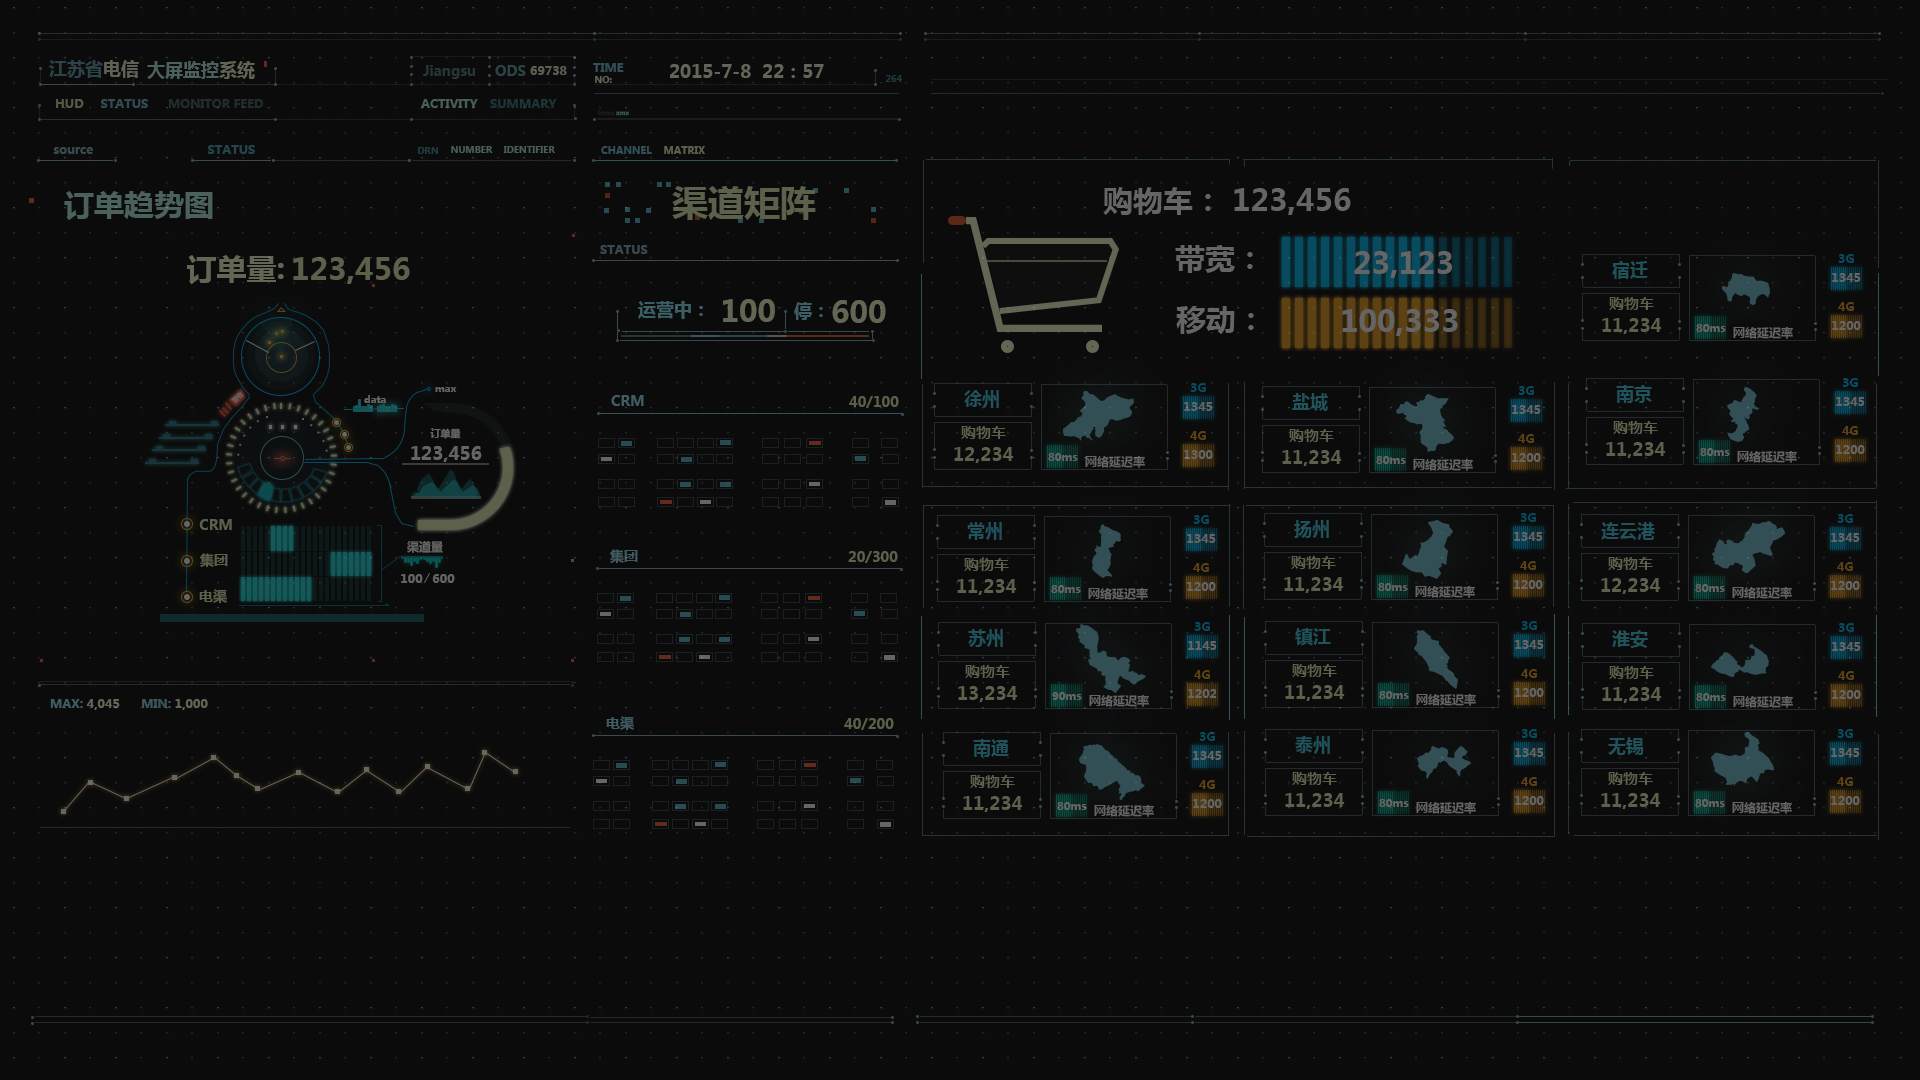 江苏省电信 大屏监控系统
Jiangsu ODS 69738
TIME
NO:
2015-7-8 22 : 57
264
HUD STATUS MONITOR FEED
ACTIVITY SUMMARY
source STATUS
DRN NUMBER IDENTIFIER
CHANNEL MATRIX
订单趋势图
订单量: 123,456
max
data
订单量
123,456
CRM
集团
电渠
渠道量
100/600
MAX: 4,045 MIN: 1,000
渠道矩阵
STATUS
运营中： 100 停：600
CRM 40/100
集团 20/300
电渠 40/200
购物车： 123,456
带宽： 23,123
移动： 100,333
宿迁
购物车
11,234
80ms 网络延迟率
3G
1345
4G
1200
徐州
购物车
12,234
80ms 网络延迟率
3G
1345
4G
1300
盐城
购物车
11,234
80ms 网络延迟率
3G
1345
4G
1200
南京
购物车
11,234
80ms 网络延迟率
3G
1345
4G
1200
常州
购物车
11,234
80ms 网络延迟率
3G
1345
4G
1200
扬州
购物车
11,234
80ms 网络延迟率
3G
1345
4G
1200
连云港
购物车
12,234
80ms 网络延迟率
3G
1345
4G
1200
苏州
购物车
13,234
90ms 网络延迟率
3G
1145
4G
1202
镇江
购物车
11,234
80ms 网络延迟率
3G
1345
4G
1200
淮安
购物车
11,234
80ms 网络延迟率
3G
1345
4G
1200
南通
购物车
11,234
80ms 网络延迟率
3G
1345
4G
1200
泰州
购物车
11,234
80ms 网络延迟率
3G
1345
4G
1200
无锡
购物车
11,234
80ms 网络延迟率
3G
1345
4G
1200